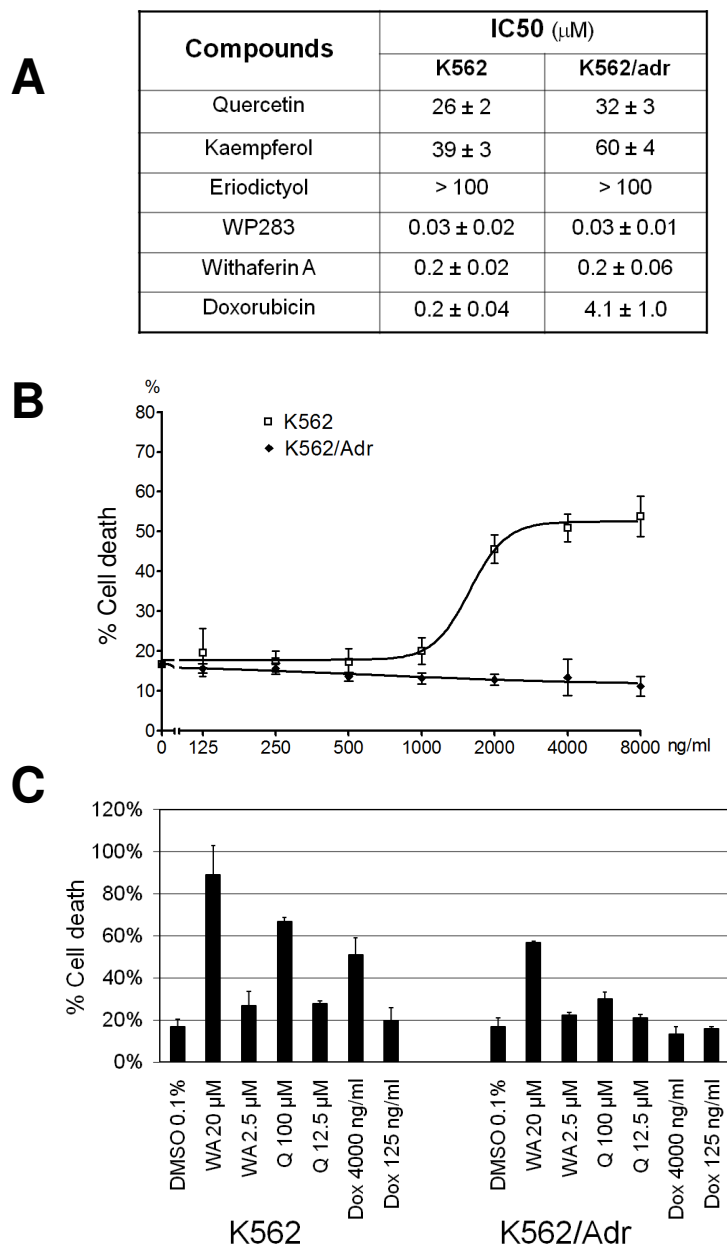 A
Compounds
IC50 (μM)
K562
K562/adr
Quercetin
26 ± 2
32 ± 3
Kaempferol
39 ± 3
60 ± 4
Eriodictyol
> 100
> 100
WP283
0.03 ± 0.02
0.03 ± 0.01
Withaferin A
0.2 ± 0.02
0.2 ± 0.06
Doxorubicin
0.2 ± 0.04
4.1 ± 1.0
B
%
80
70
60
50
40
30
20
10
0
% Cell death
K562
K562/Adr
0
125
250
500
1000
2000
4000
8000
ng/ml
C
120%
100%
80%
60%
40%
20%
0%
% Cell death
DMSO 0.1%
WA 20 μM
WA 2.5 μM
Q 100 μM
Q 12.5 μM
Dox 4000 ng/ml
Dox 125 ng/ml
DMSO 0.1%
WA 20 μM
WA 2.5 μM
Q 100 μM
Q 12.5 μM
Dox 4000 ng/ml
Dox 125 ng/ml
K562
K562/Adr